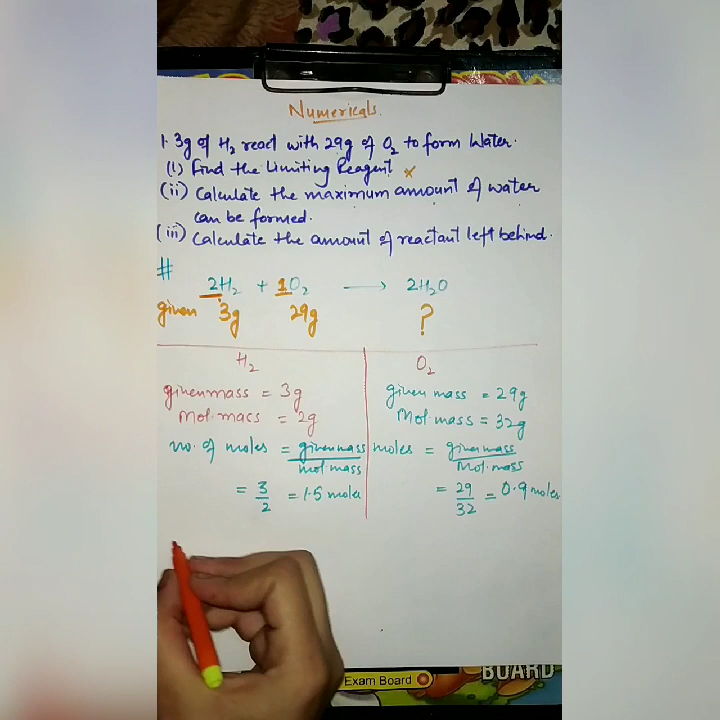 Numericals.
1. 3g of H₂ react with 29g of O₂ to form Water.
(i) Find the Limiting Reagent ×
(ii) Calculate the maximum amount of water
can be formed.
(iii) Calculate the amount of reactant left behind.
# 2H₂ + 1O₂ → 2H₂O
given 3g 29g ?
H₂
given mass = 3g
Mol. mass = 2g
no. of moles = given mass / mol mass
= 3/2 = 1.5 moles
O₂
given mass = 29g
Mol. mass = 32g
moles = given mass / Mol. mass
= 29/32 = 0.9 moles
Exam Board
BOARD